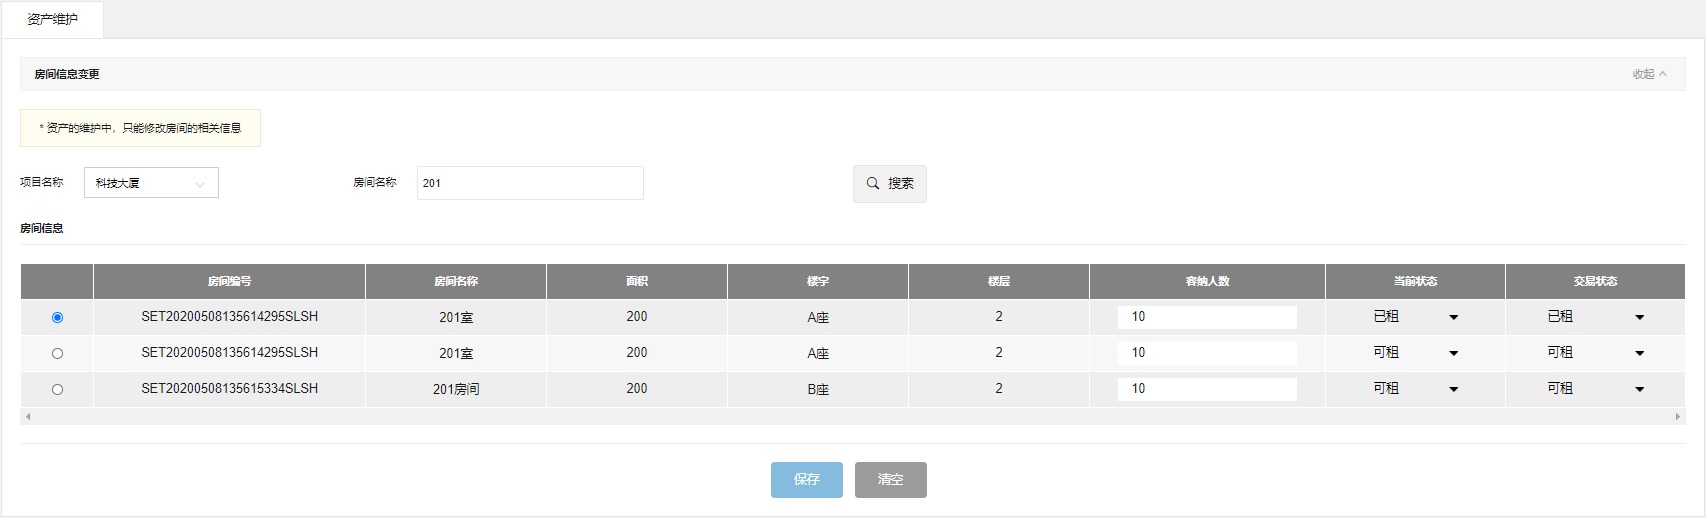 资产维护
房间信息变更 收起
* 资产的维护中，只能修改房间的相关信息
项目名称 科技大厦 房间名称 201 搜索
房间信息
房间编号 房间名称 面积 楼宇 楼层 容纳人数 当前状态 交易状态
SET20200508135614295SLSH 201室 200 A座 2 10 已租 已租
SET20200508135614295SLSH 201室 200 A座 2 10 可租 可租
SET20200508135615334SLSH 201房间 200 B座 2 10 可租 可租
保存 清空